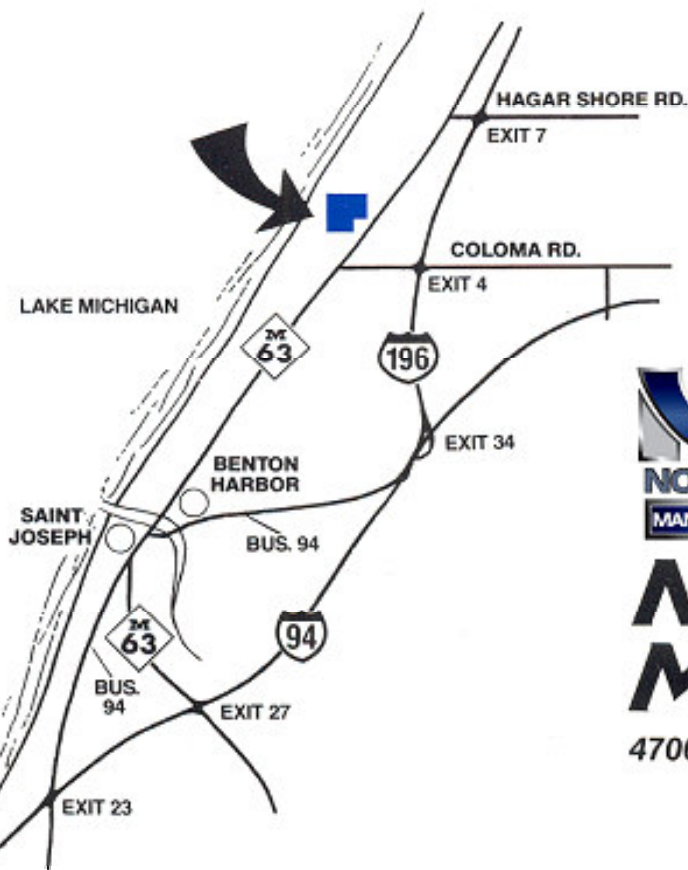 HAGAR SHORE RD.
EXIT 7
COLOMA RD.
EXIT 4
LAKE MICHIGAN
M
63
196
EXIT 34
BENTON
HARBOR
SAINT
JOSEPH
BUS. 94
M
63
94
BUS.
94
EXIT 27
EXIT 23